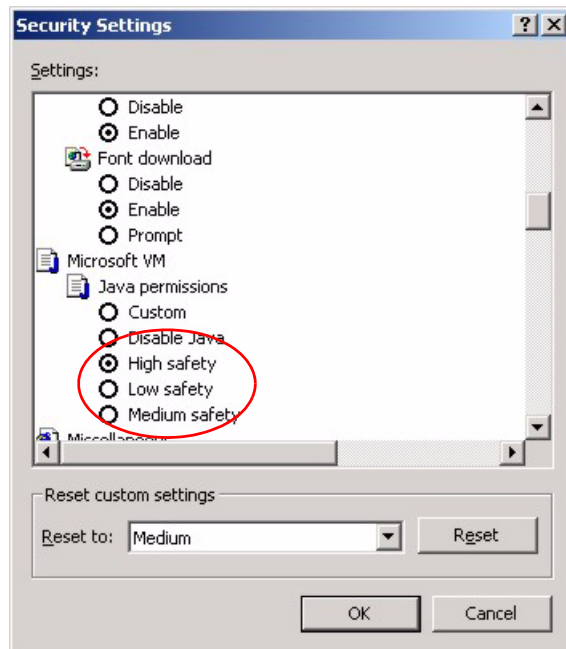 Security Settings
Settings:
Disable
Enable
Font download
Disable
Enable
Prompt
Microsoft VM
Java permissions
Custom
Disable Java
High safety
Low safety
Medium safety
Miscellaneous
Reset custom settings
Reset to: Medium Reset
OK Cancel